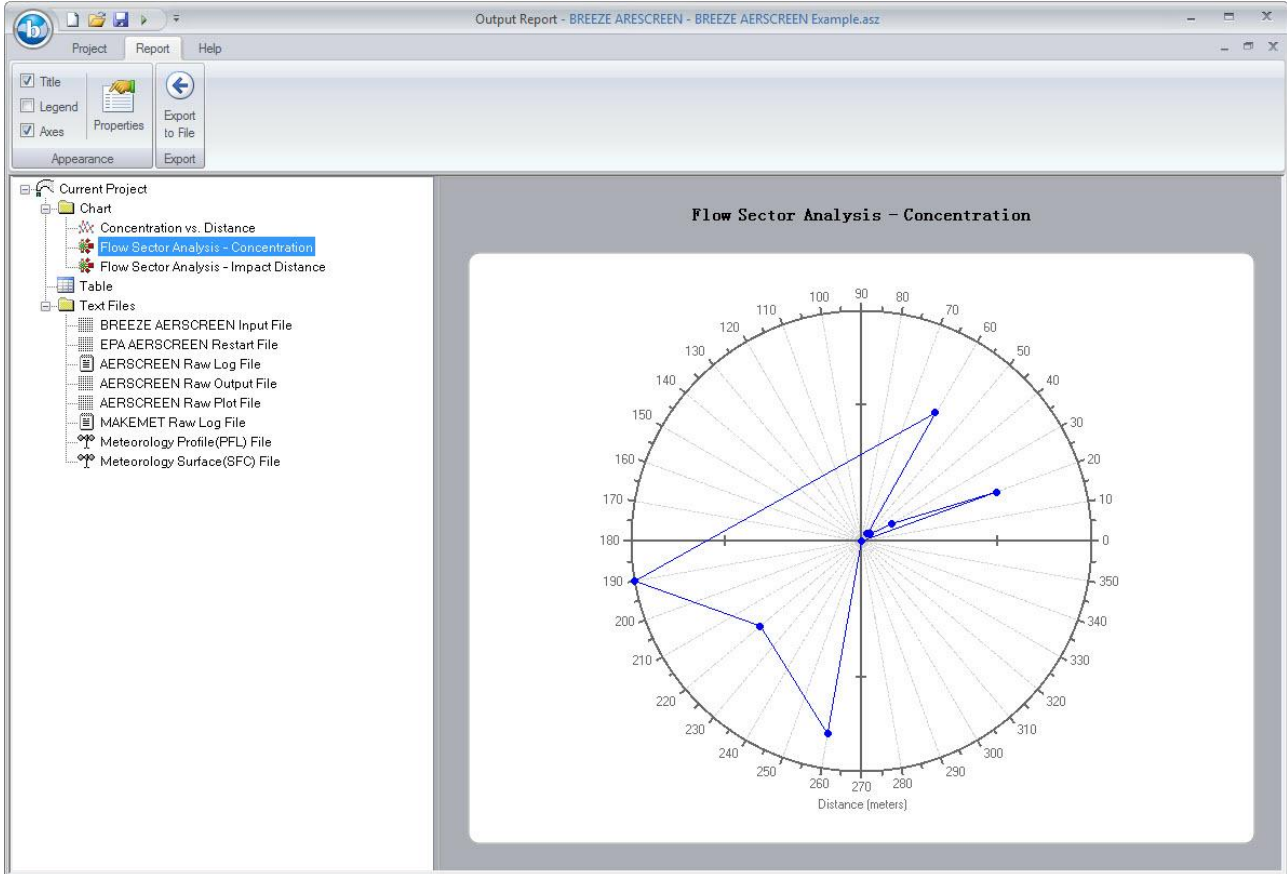 Output Report - BREEZE ARESCREEN - BREEZE AERSCREEN Example.asz
Project Report Help
Title
Legend
Axes
Properties
Export
to File
Appearance
Export
Current Project
Chart
Concentration vs. Distance
Flow Sector Analysis - Concentration
Flow Sector Analysis - Impact Distance
Table
Text Files
BREEZE AERSCREEN Input File
EPA AERSCREEN Restart File
AERSCREEN Raw Log File
AERSCREEN Raw Output File
AERSCREEN Raw Plot File
MAKEMET Raw Log File
Meteorology Profile(PFL) File
Meteorology Surface(SFC) File
Flow Sector Analysis - Concentration
0
10
20
30
40
50
60
70
80
90
100
110
120
130
140
150
160
170
180
190
200
210
220
230
240
250
260
270
280
290
300
310
320
330
340
350
Distance (meters)